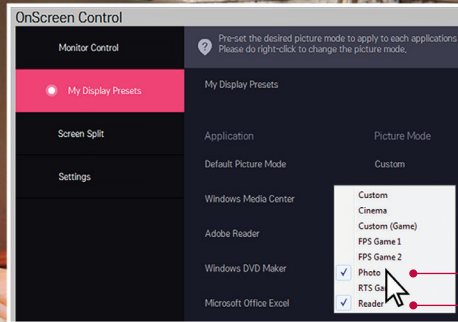 OnScreen Control
Monitor Control
My Display Presets
Screen Split
Settings
Pre-set the desired picture mode to apply to each applications
Please do right-click to change the picture mode,
My Display Presets
Application Picture Mode
Default Picture Mode Custom
Windows Media Center
Adobe Reader
Windows DVD Maker
Microsoft Office Excel
Custom
Cinema
Custom (Game)
FPS Game 1
FPS Game 2
Photo
RTS
Reader